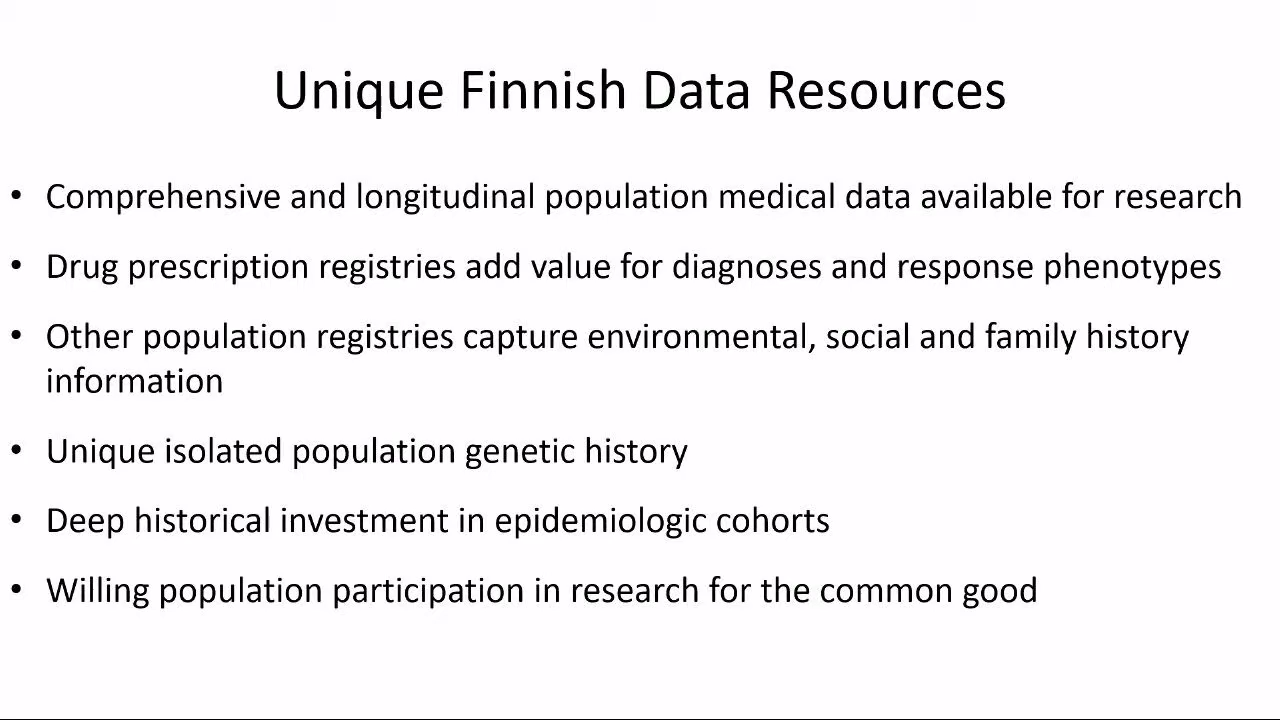 Unique Finnish Data Resources
• Comprehensive and longitudinal population medical data available for research
• Drug prescription registries add value for diagnoses and response phenotypes
• Other population registries capture environmental, social and family history
information
• Unique isolated population genetic history
• Deep historical investment in epidemiologic cohorts
• Willing population participation in research for the common good